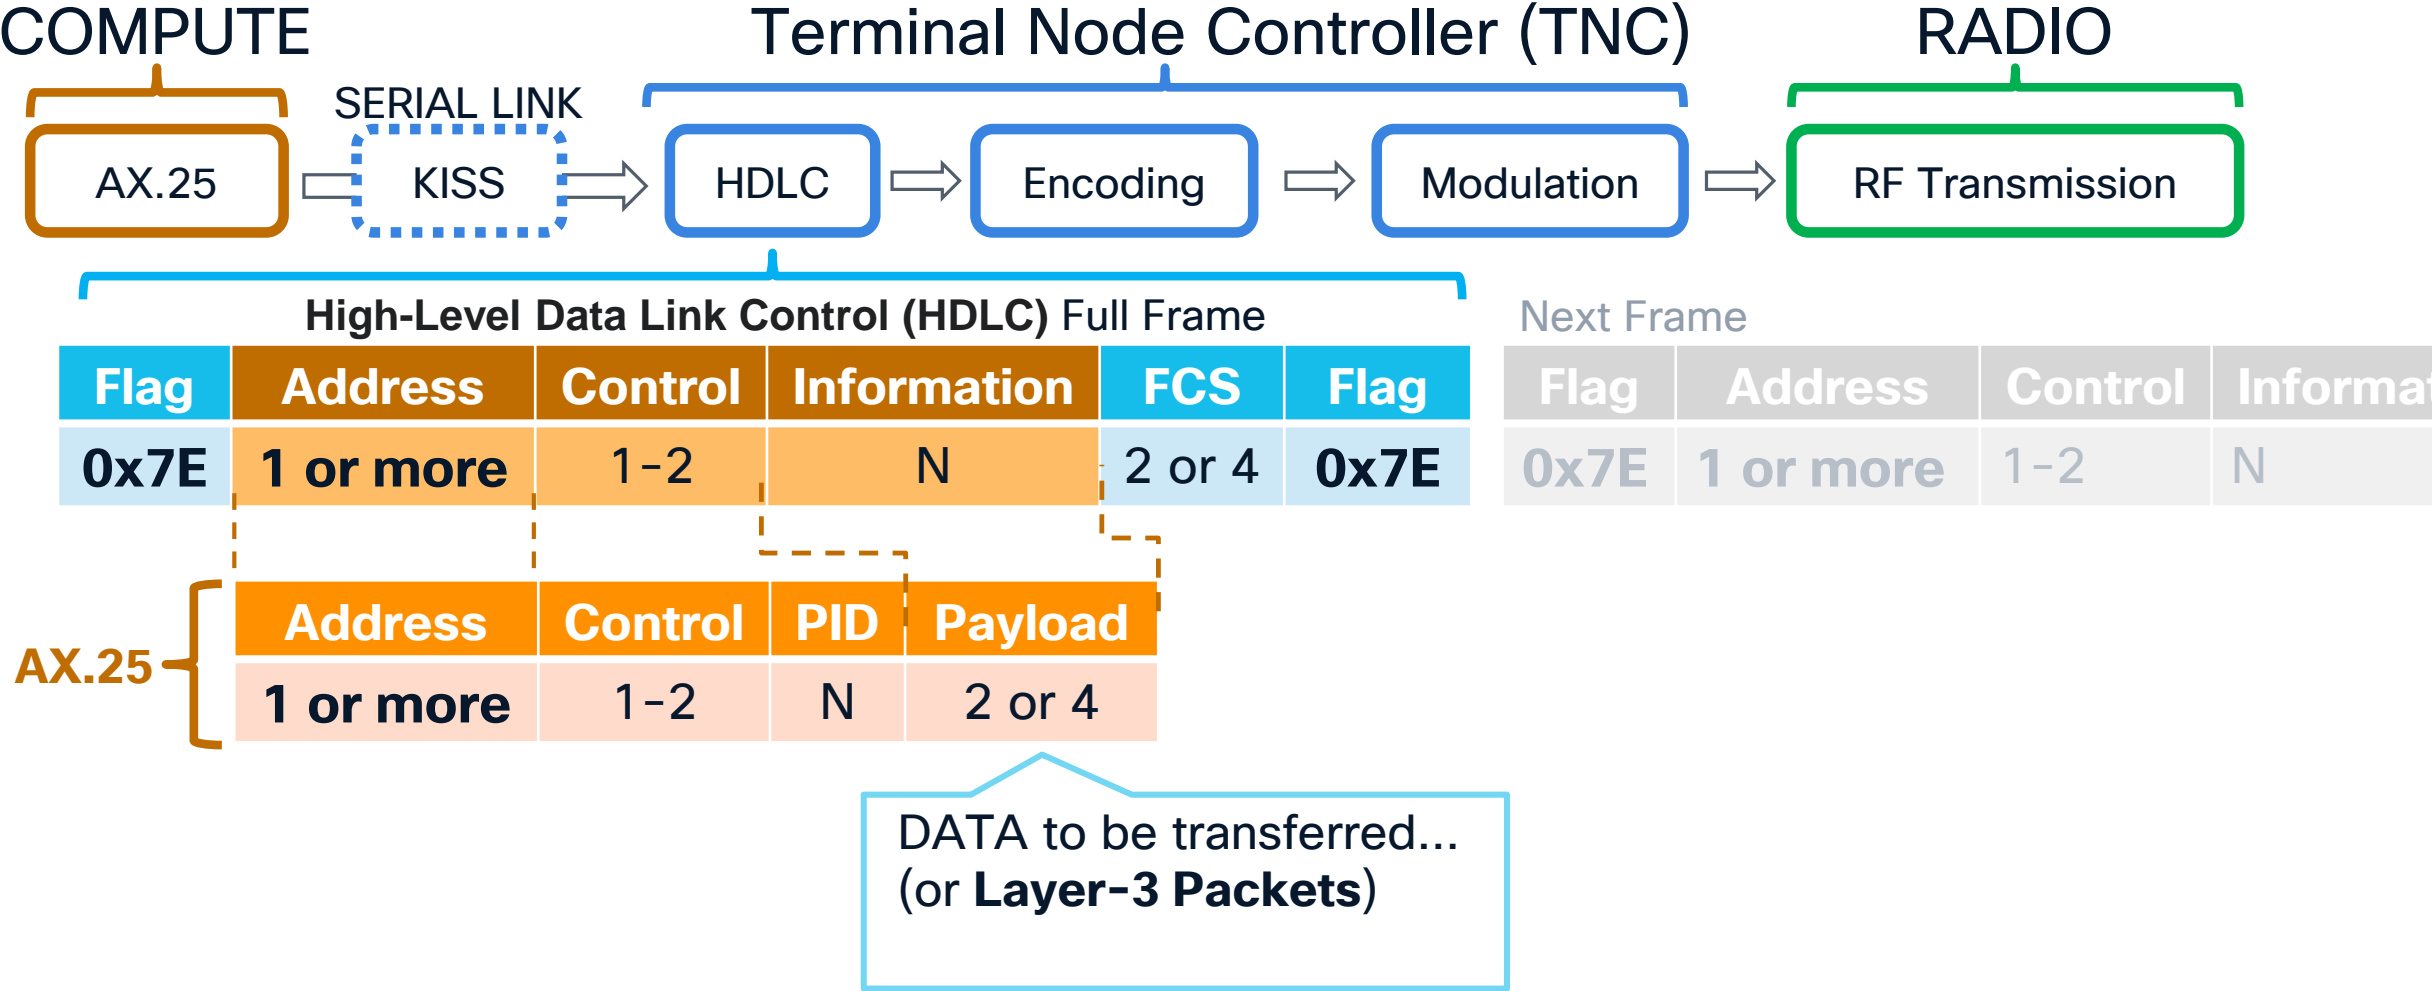 COMPUTE Terminal Node Controller (TNC) RADIO
SERIAL LINK
AX.25 KISS HDLC Encoding Modulation RF Transmission
High-Level Data Link Control (HDLC) Full Frame Next Frame
Flag Address Control Information FCS Flag Flag Address Control Informat
0x7E 1 or more 1-2 N 2 or 4 0x7E 0x7E 1 or more 1-2 N
AX.25
Address Control PID Payload
1 or more 1-2 N 2 or 4
DATA to be transferred...
(or Layer-3 Packets)